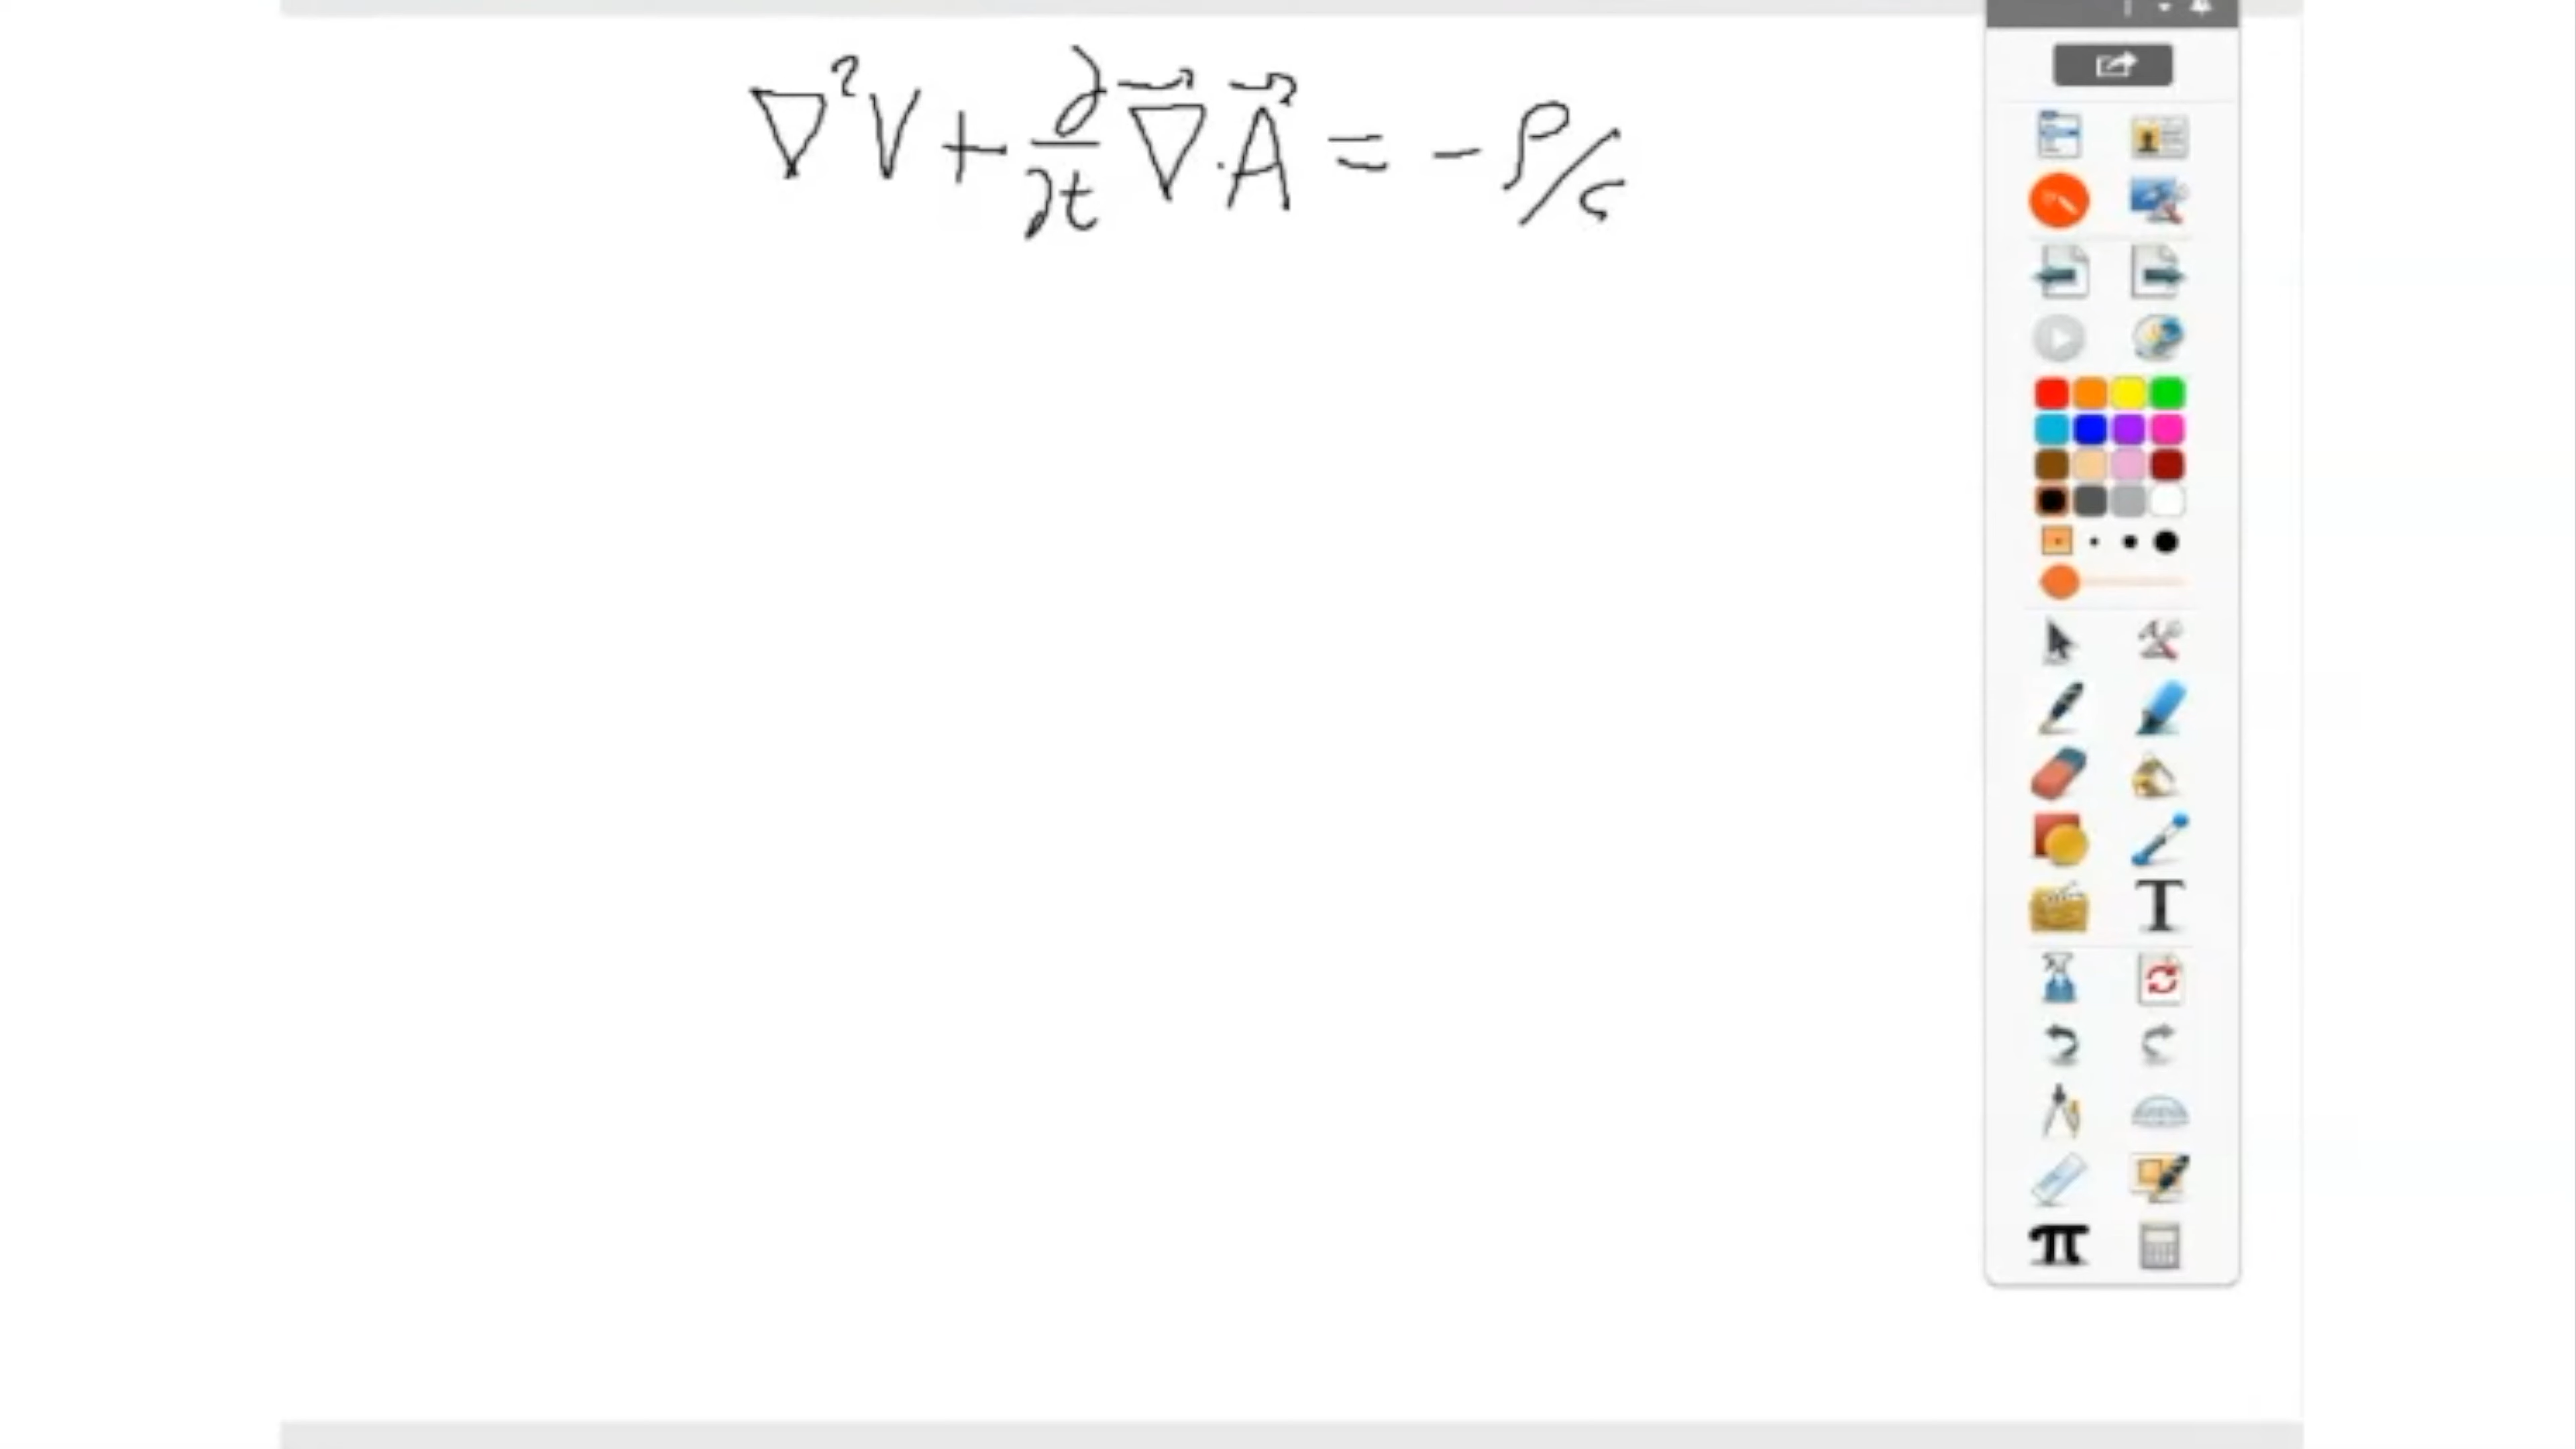 ∇²V + ∂/∂t ∇⃗·A⃗ = -ρ/ε